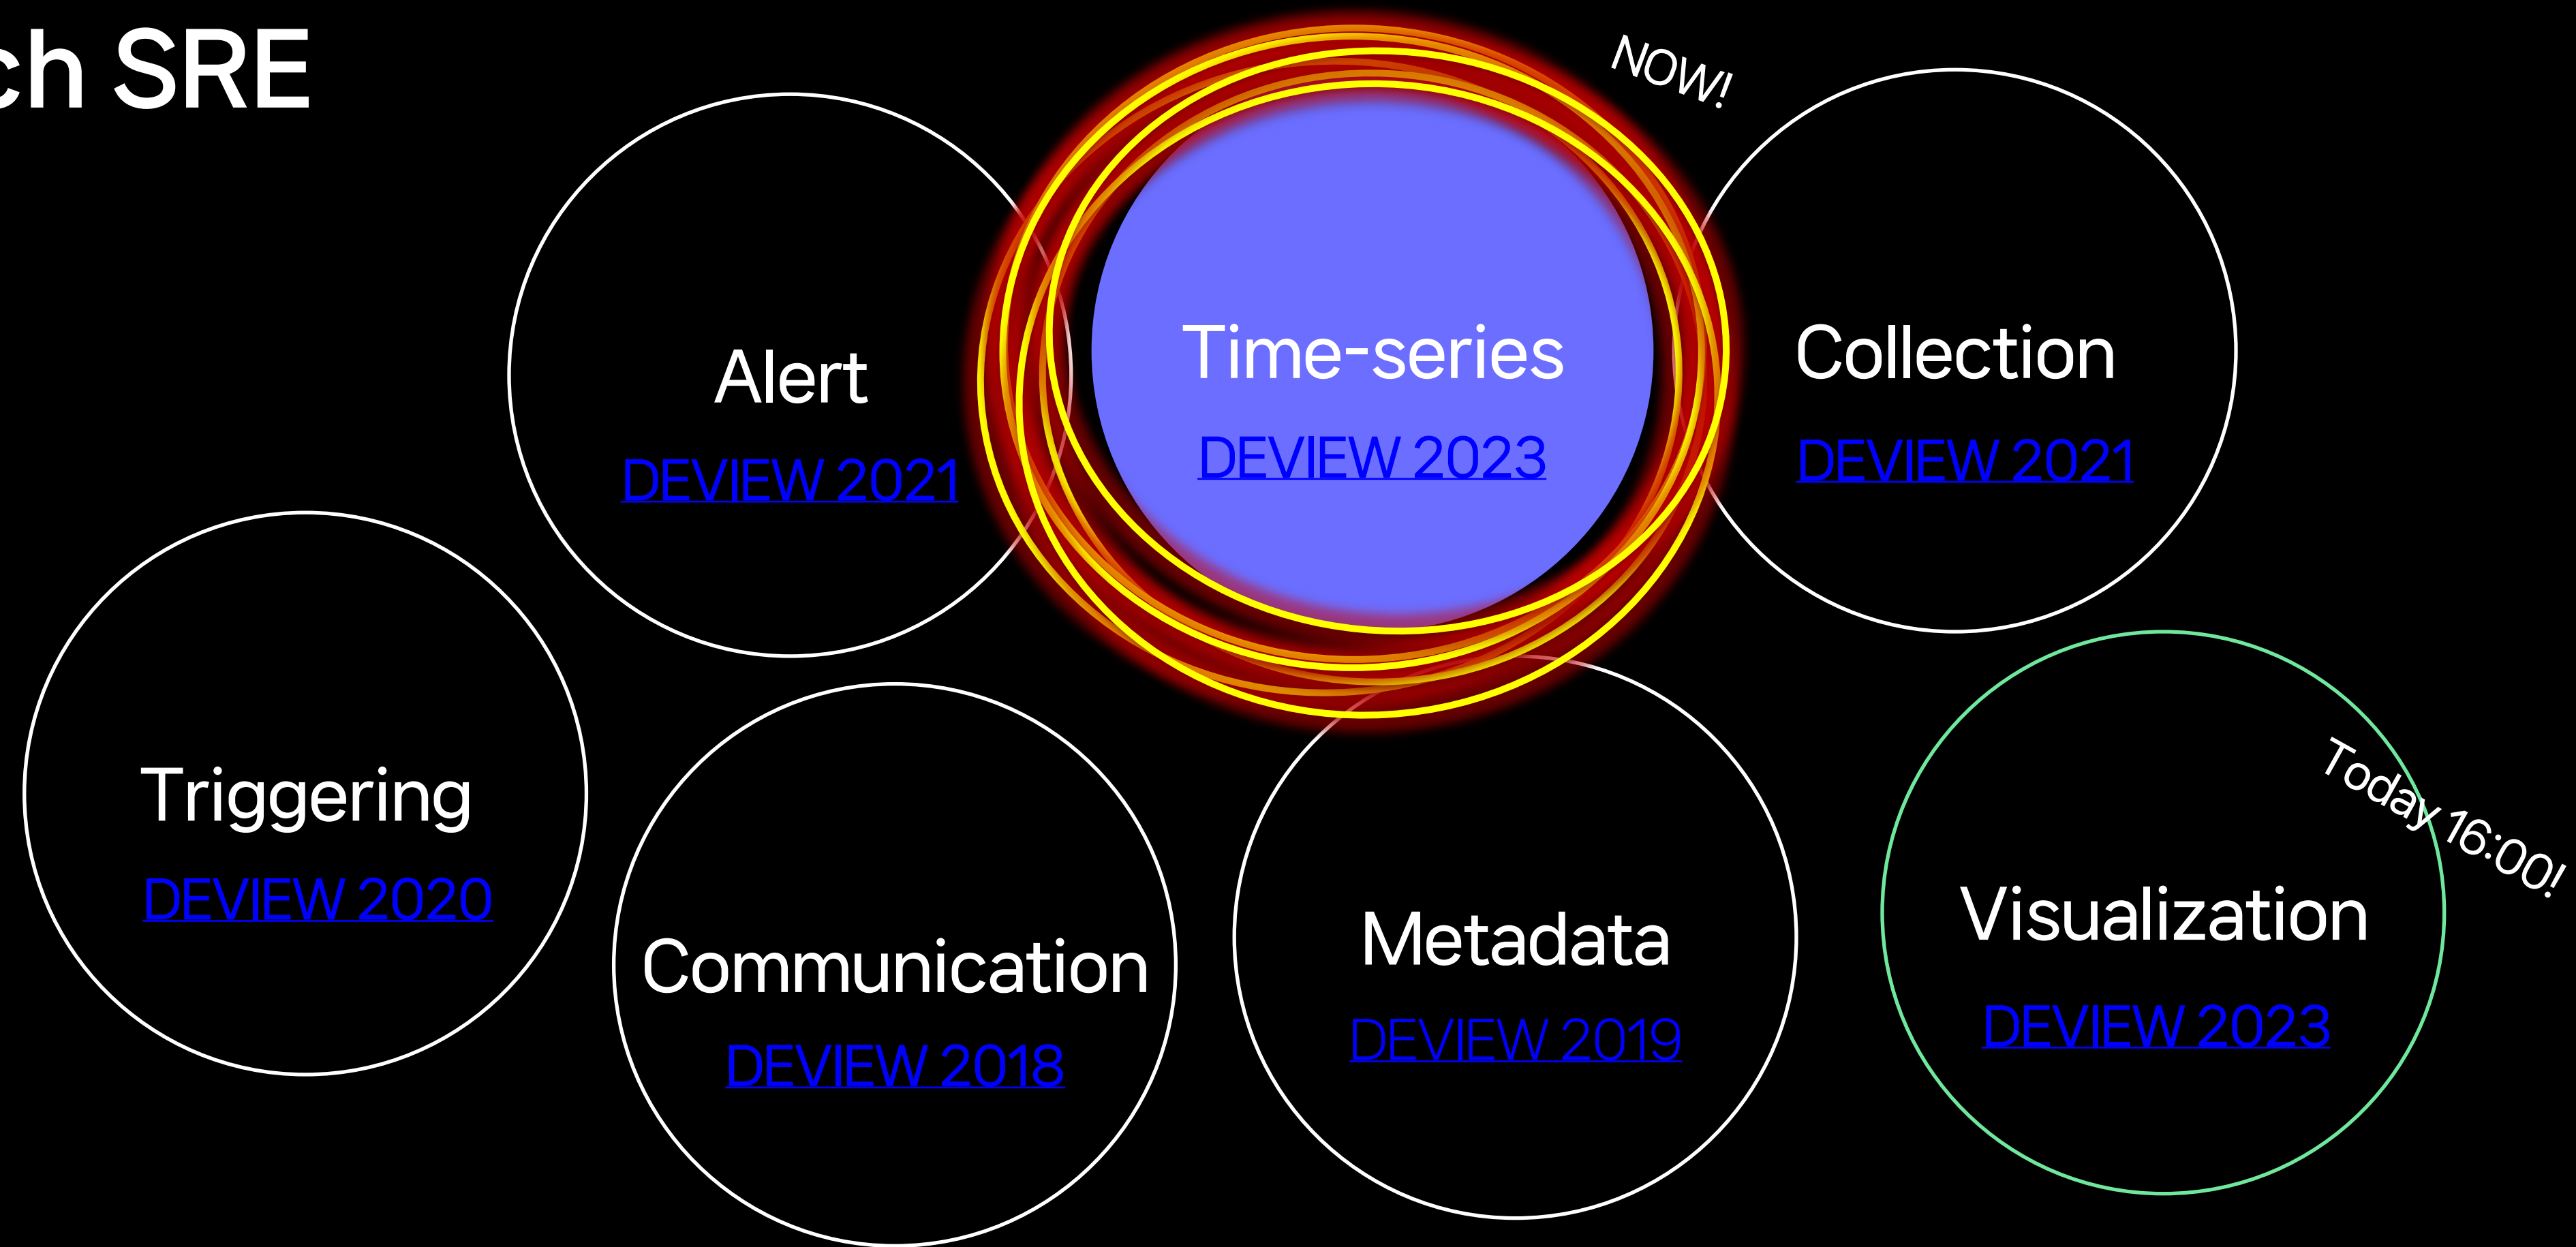 ch SRE
NOW!
Alert
DEVIEW 2021
Time-series
DEVIEW 2023
Collection
DEVIEW 2021
Triggering
DEVIEW 2020
Communication
DEVIEW 2018
Metadata
DEVIEW 2019
Today 16:00!
Visualization
DEVIEW 2023